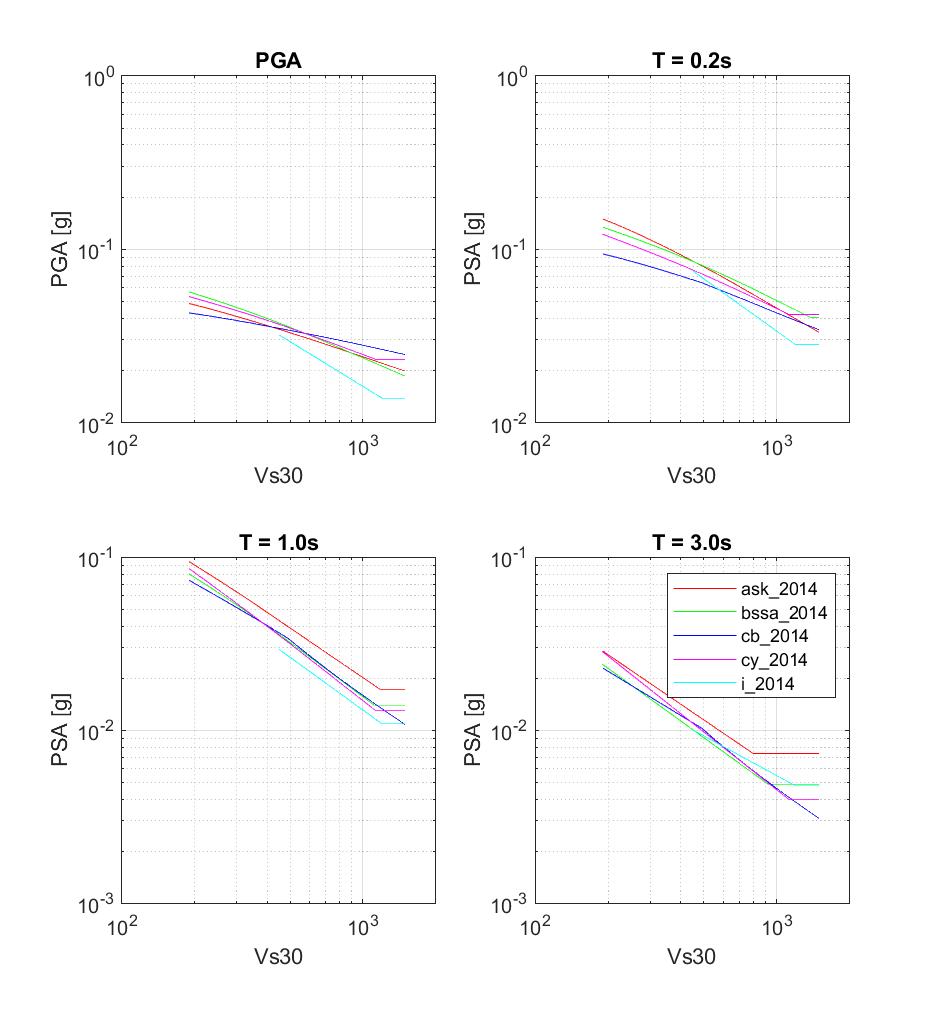 PGA
10^0
10^-1
10^-2
PGA [g]
10^2
10^3
Vs30
T = 0.2s
10^0
10^-1
10^-2
PSA [g]
10^2
10^3
Vs30
T = 1.0s
10^-1
10^-2
10^-3
PSA [g]
10^2
10^3
Vs30
T = 3.0s
10^-1
10^-2
10^-3
PSA [g]
ask_2014
bssa_2014
cb_2014
cy_2014
i_2014
10^2
10^3
Vs30